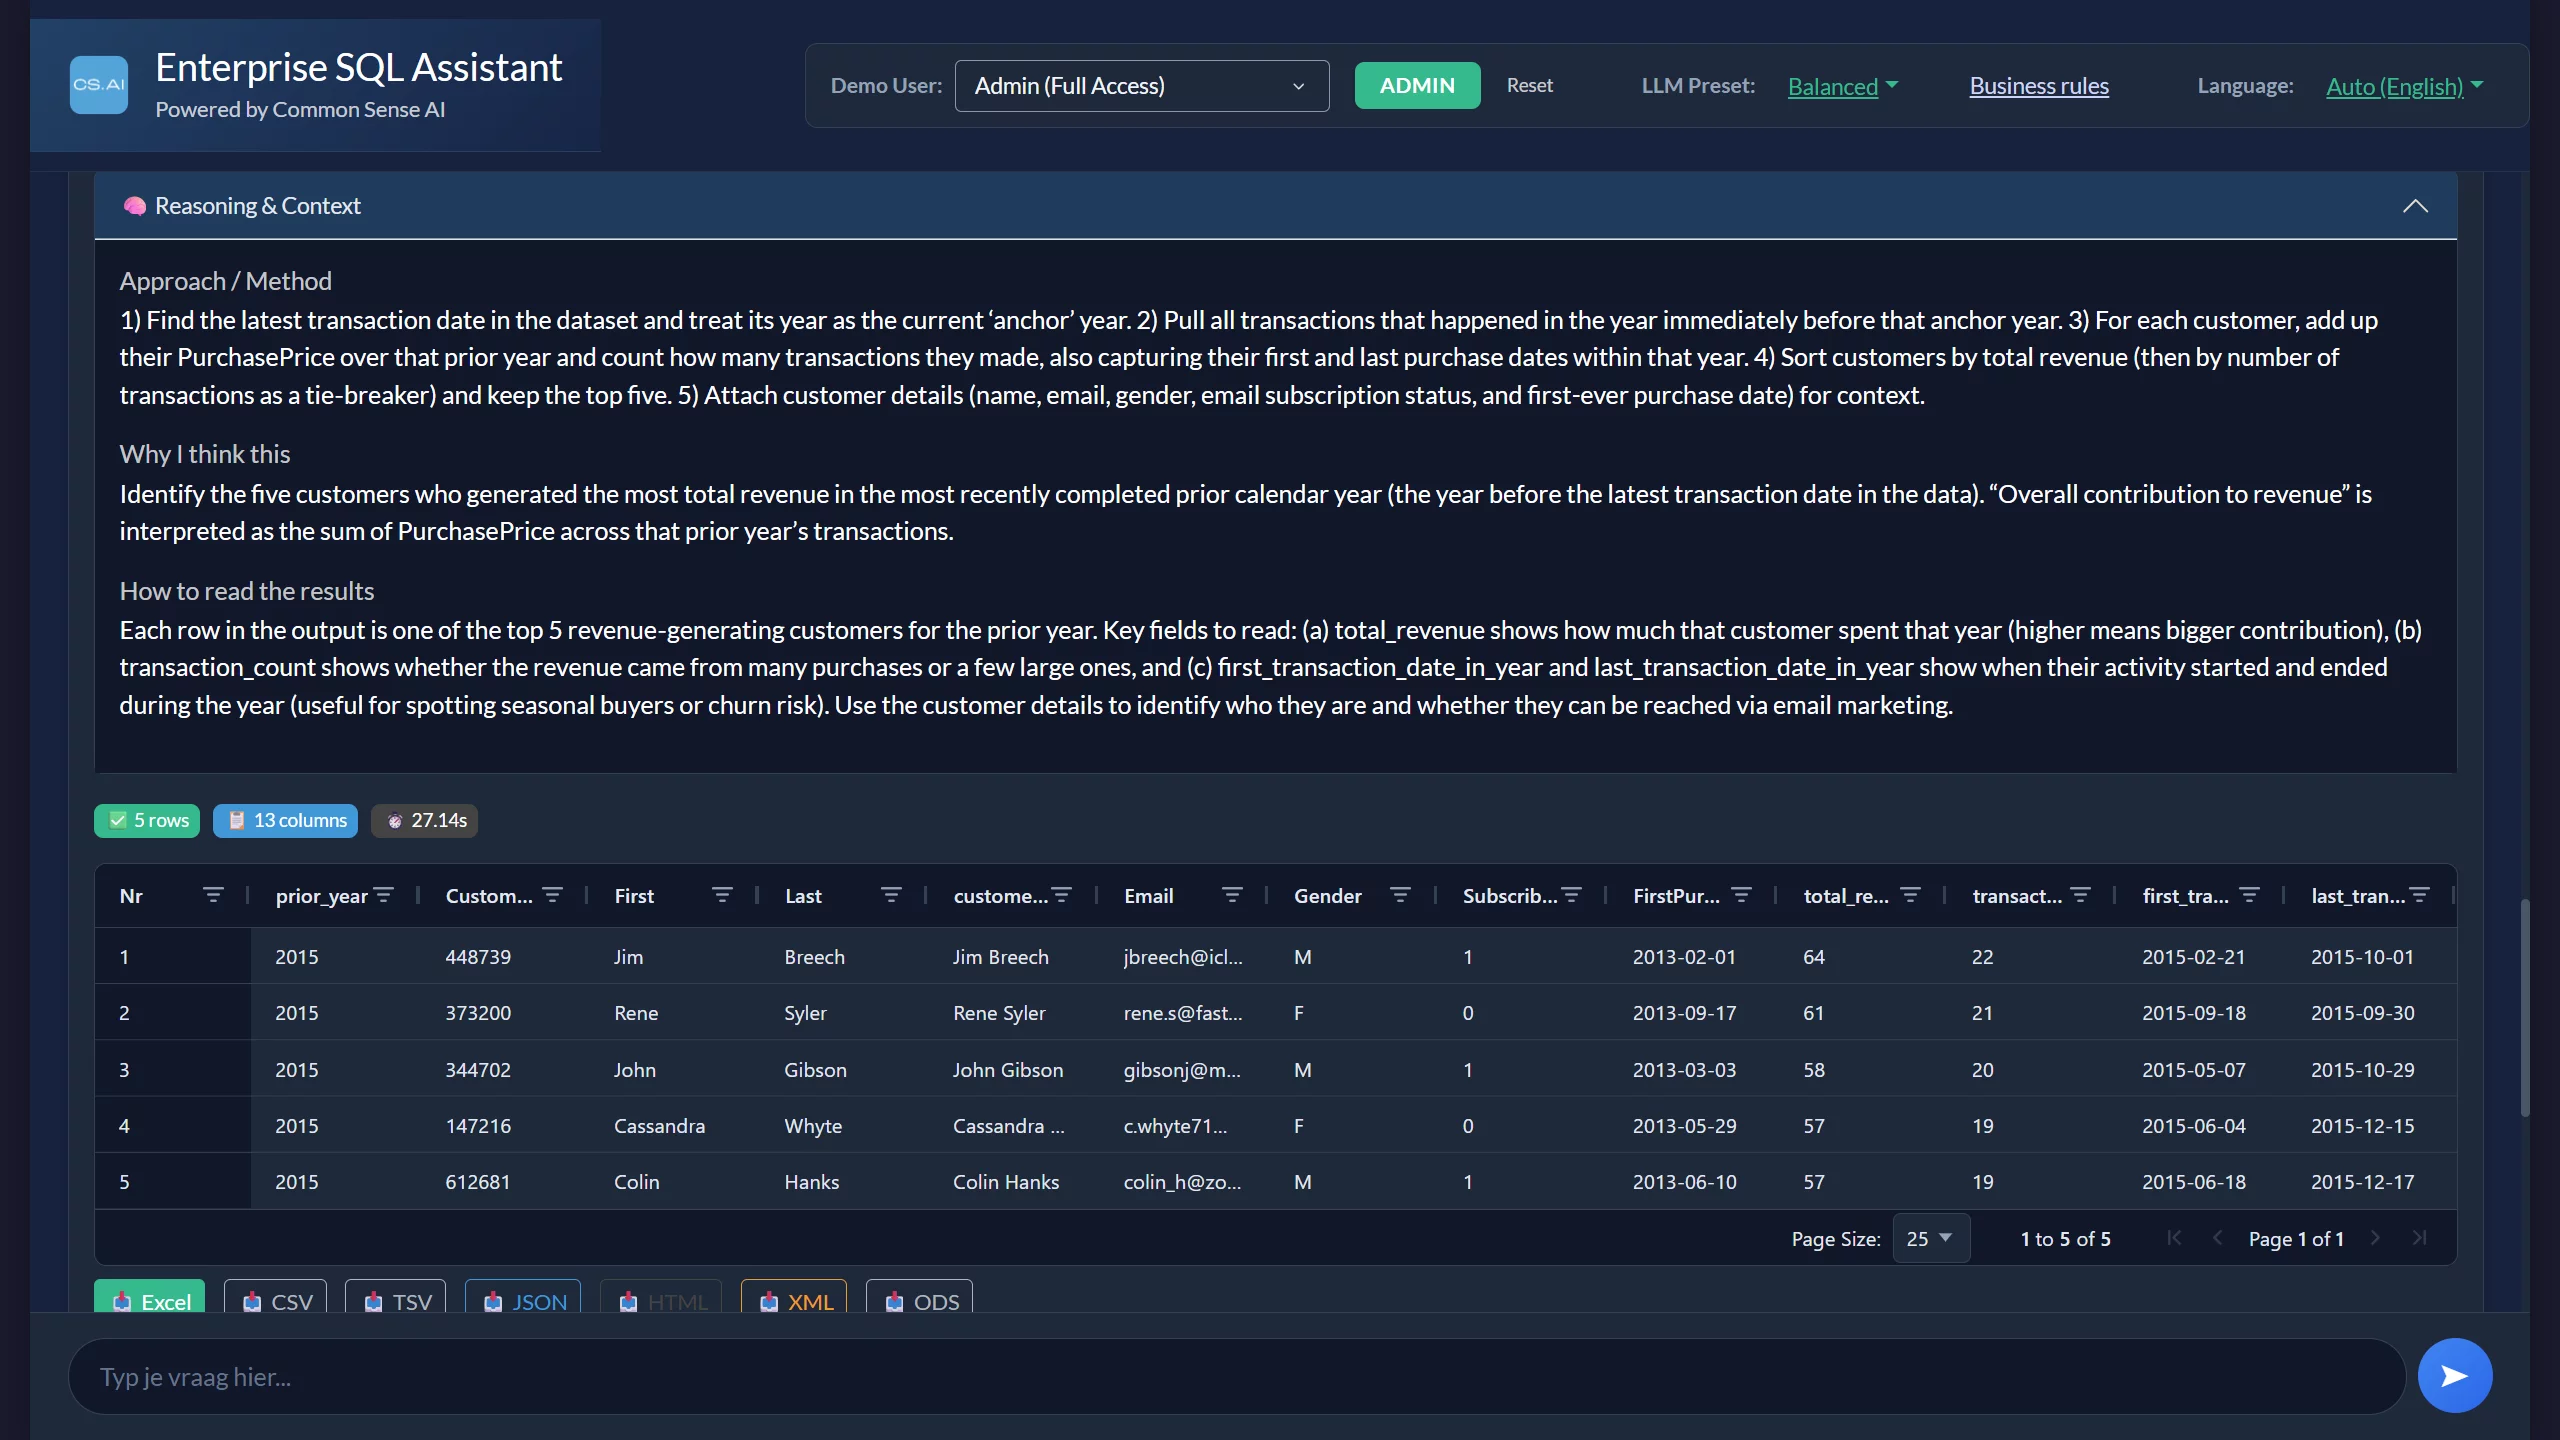 CS.AI
Enterprise SQL Assistant
Powered by Common Sense AI
Demo User: Admin (Full Access) ADMIN Reset LLM Preset: Balanced Business rules Language: Auto (English)
Reasoning & Context
Approach / Method
1) Find the latest transaction date in the dataset and treat its year as the current ‘anchor’ year. 2) Pull all transactions that happened in the year immediately before that anchor year. 3) For each customer, add up
their PurchasePrice over that prior year and count how many transactions they made, also capturing their first and last purchase dates within that year. 4) Sort customers by total revenue (then by number of
transactions as a tie-breaker) and keep the top five. 5) Attach customer details (name, email, gender, email subscription status, and first-ever purchase date) for context.
Why I think this
Identify the five customers who generated the most total revenue in the most recently completed prior calendar year (the year before the latest transaction date in the data). “Overall contribution to revenue” is
interpreted as the sum of PurchasePrice across that prior year’s transactions.
How to read the results
Each row in the output is one of the top 5 revenue-generating customers for the prior year. Key fields to read: (a) total_revenue shows how much that customer spent that year (higher means bigger contribution), (b)
transaction_count shows whether the revenue came from many purchases or a few large ones, and (c) first_transaction_date_in_year and last_transaction_date_in_year show when their activity started and ended
during the year (useful for spotting seasonal buyers or churn risk). Use the customer details to identify who they are and whether they can be reached via email marketing.
5 rows 13 columns 27.14s
Nr prior_year Custom... First Last custome... Email Gender Subscrib... FirstPur... total_re... transact... first_tra... last_tran...
1 2015 448739 Jim Breech Jim Breech jbreech@icl... M 1 2013-02-01 64 22 2015-02-21 2015-10-01
2 2015 373200 Rene Syler Rene Syler rene.s@fast... F 0 2013-09-17 61 21 2015-09-18 2015-09-30
3 2015 344702 John Gibson John Gibson gibsonj@m... M 1 2013-03-03 58 20 2015-05-07 2015-10-29
4 2015 147216 Cassandra Whyte Cassandra ... c.whyte71... F 0 2013-05-29 57 19 2015-06-04 2015-12-15
5 2015 612681 Colin Hanks Colin Hanks colin_h@zo... M 1 2013-06-10 57 19 2015-06-18 2015-12-17
Page Size: 25 1 to 5 of 5 Page 1 of 1
Excel CSV TSV JSON HTML XML ODS
Typ je vraag hier...